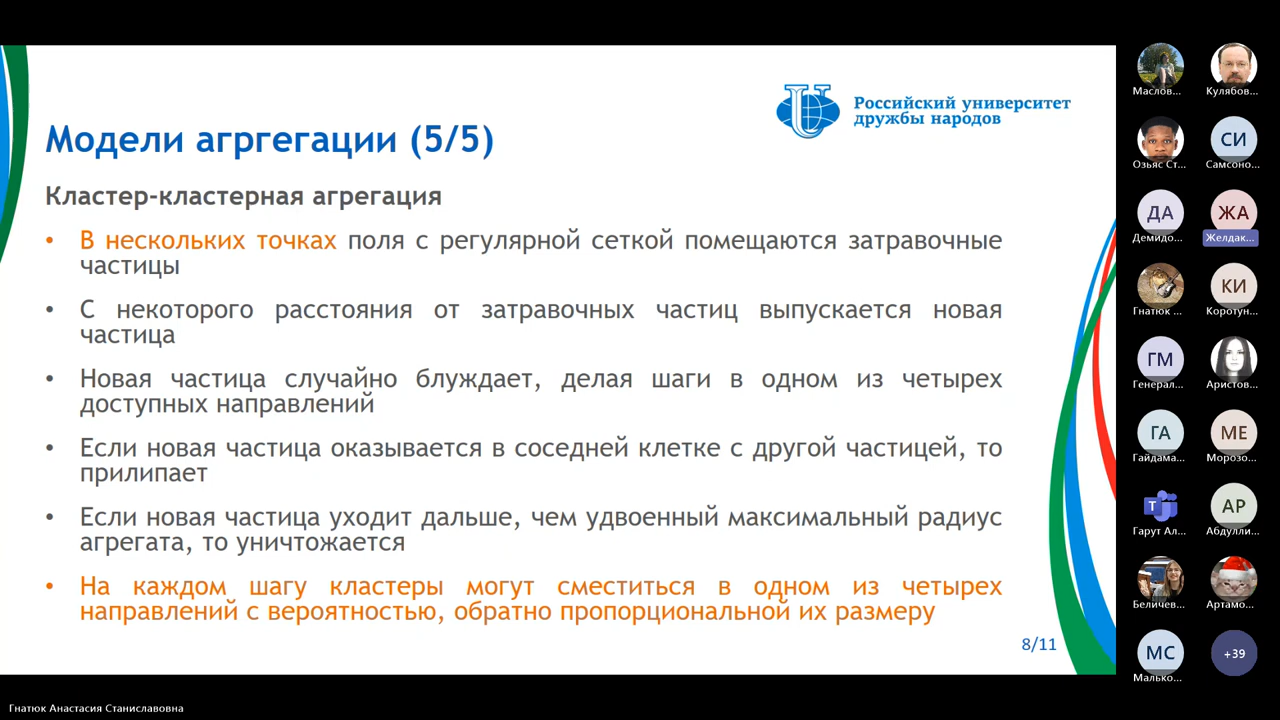 Российский университет
дружбы народов
Модели агргегации (5/5)
Кластер-кластерная агрегация
• В нескольких точках поля с регулярной сеткой помещаются затравочные
частицы
• С некоторого расстояния от затравочных частиц выпускается новая
частица
• Новая частица случайно блуждает, делая шаги в одном из четырех
доступных направлений
• Если новая частица оказывается в соседней клетке с другой частицей, то
прилипает
• Если новая частица уходит дальше, чем удвоенный максимальный радиус
агрегата, то уничтожается
• На каждом шагу кластеры могут сместиться в одном из четырех
направлений с вероятностью, обратно пропорциональной их размеру
8/11
Маслов...
Кулябов...
Озьяс Ст...
СИ
Самсоно...
ДА
Демидо...
ЖА
Желдак...
Гнатюк ...
КИ
Коротун...
ГМ
Генерал...
Аристов...
ГА
Гайдама...
МЕ
Морозо...
Гарут Ал...
АР
Абдулли...
Беличев...
Артамо...
МС
Малько...
+39
Гнатюк Анастасия Станиславовна